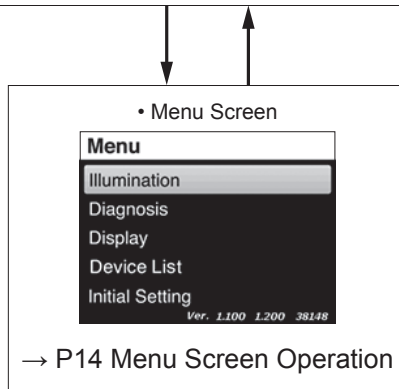 • Menu Screen
Menu
Illumination
Diagnosis
Display
Device List
Initial Setting
Ver. 1.100 1.200 38148
→ P14 Menu Screen Operation